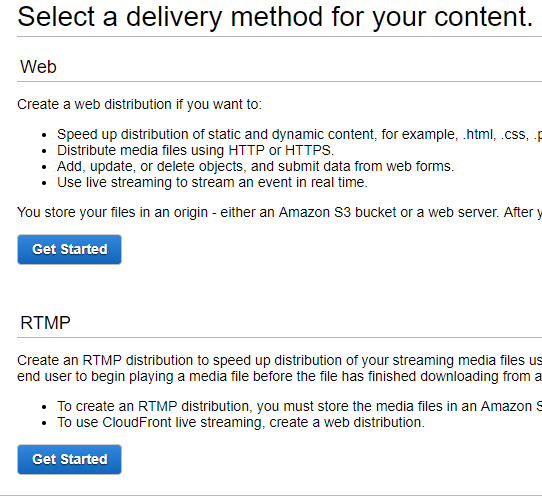 Select a delivery method for your content.
Web
Create a web distribution if you want to:
• Speed up distribution of static and dynamic content, for example, .html, .css, .p
• Distribute media files using HTTP or HTTPS.
• Add, update, or delete objects, and submit data from web forms.
• Use live streaming to stream an event in real time.
You store your files in an origin - either an Amazon S3 bucket or a web server. After y
Get Started
RTMP
Create an RTMP distribution to speed up distribution of your streaming media files us
end user to begin playing a media file before the file has finished downloading from a
• To create an RTMP distribution, you must store the media files in an Amazon S
• To use CloudFront live streaming, create a web distribution.
Get Started